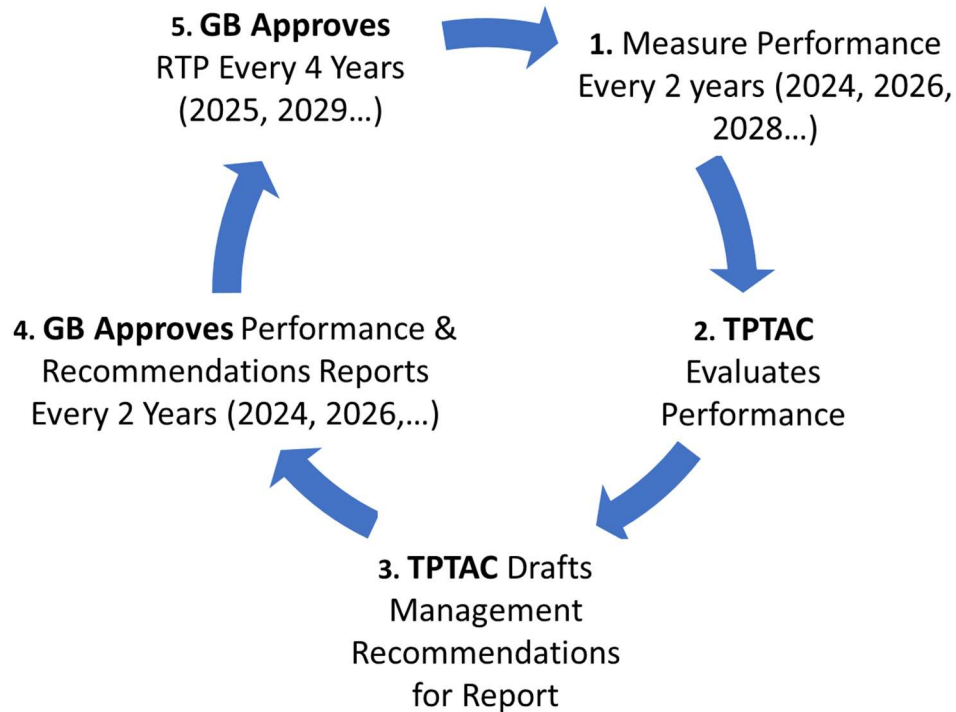 5. GB Approves
RTP Every 4 Years
(2025, 2029...)
1. Measure Performance
Every 2 years (2024, 2026,
2028...)
2. TPTAC
Evaluates
Performance
3. TPTAC Drafts
Management
Recommendations
for Report
4. GB Approves Performance &
Recommendations Reports
Every 2 Years (2024, 2026,...)